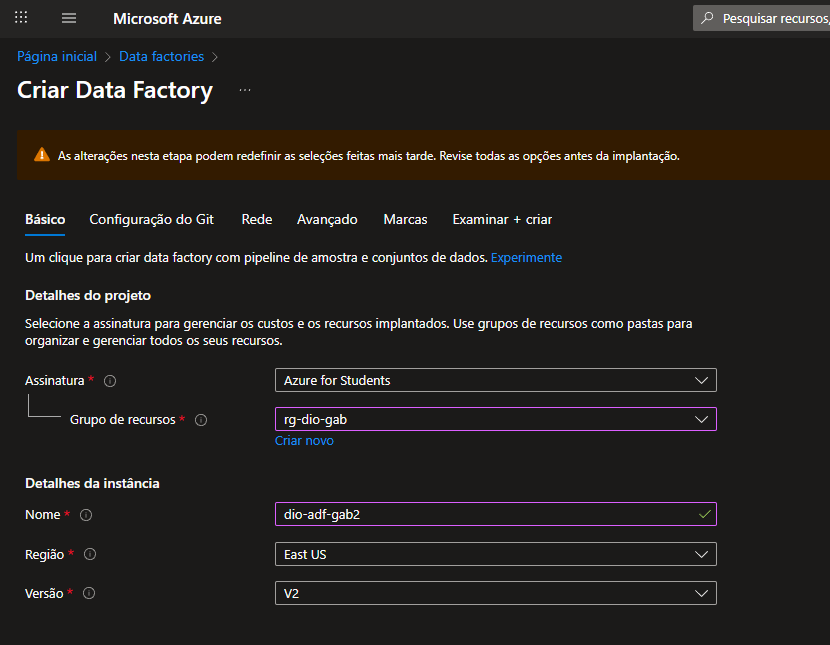 Microsoft Azure
Pesquisar recursos,
Página inicial > Data factories >
Criar Data Factory ...
As alterações nesta etapa podem redefinir as seleções feitas mais tarde. Revise todas as opções antes da implantação.
Básico Configuração do Git Rede Avançado Marcas Examinar + criar
Um clique para criar data factory com pipeline de amostra e conjuntos de dados. Experimente
Detalhes do projeto
Selecione a assinatura para gerenciar os custos e os recursos implantados. Use grupos de recursos como pastas para
organizar e gerenciar todos os seus recursos.
Assinatura * Azure for Students
Grupo de recursos * rg-dio-gab
Criar novo
Detalhes da instância
Nome * dio-adf-gab2
Região * East US
Versão * V2